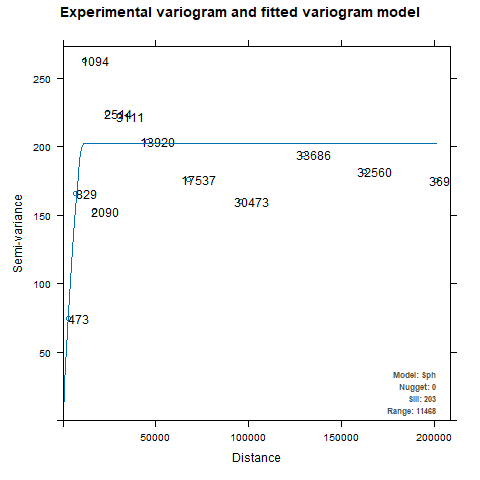 Experimental variogram and fitted variogram model
Semi-variance
250
200
150
100
50
1094
2514
3111
13920
33686
32560
17537
369
829
30473
2090
473
Model: Sph
Nugget: 0
Sill: 203
Range: 11468
50000 100000 150000 200000
Distance